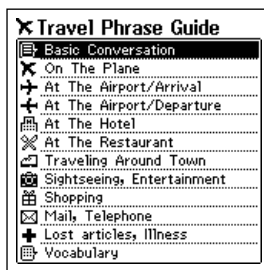 Travel Phrase Guide
Basic Conversation
On The Plane
At The Airport/Arrival
At The Airport/Departure
At The Hotel
At The Restaurant
Traveling Around Town
Sightseeing, Entertainment
Shopping
Mail, Telephone
Lost articles, Illness
Vocabulary